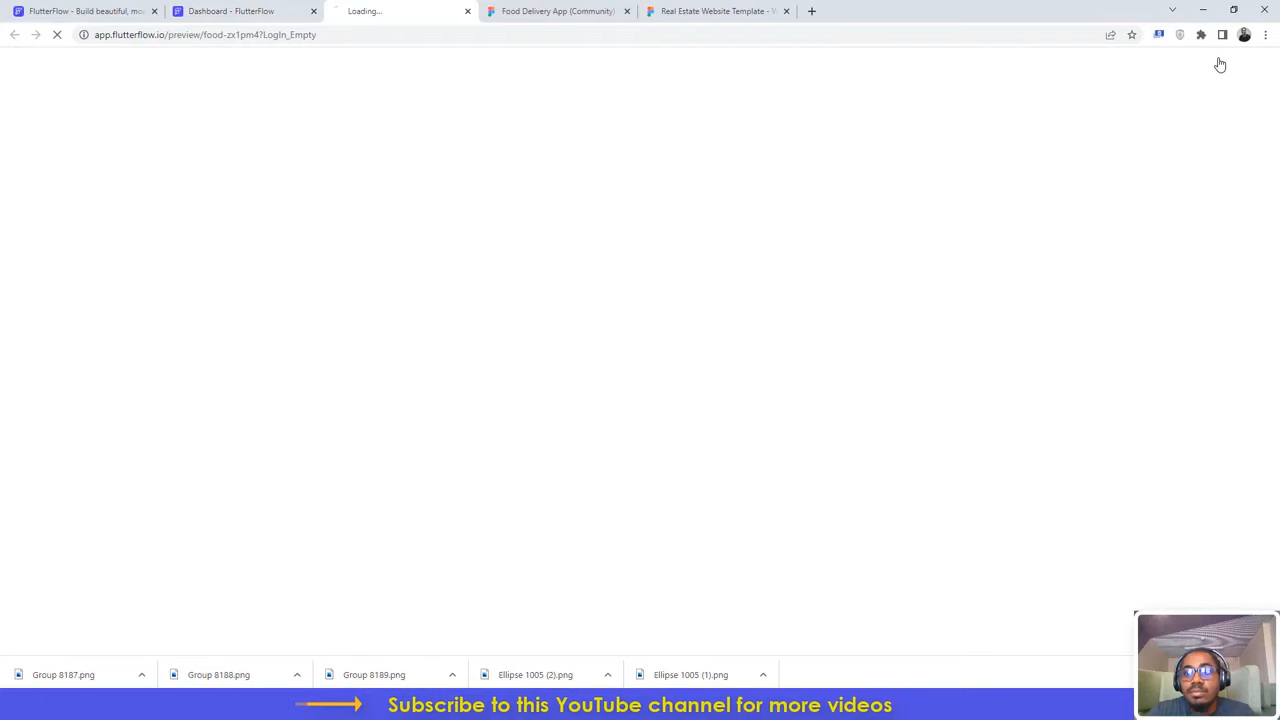 FlutterFlow - Build beautiful, mo
Dashboard - FlutterFlow
Loading...
Food Delivery App (Community)
Real Estate Website Template - W
app.flutterflow.io/preview/food-zx1pm4?LogIn_Empty
Group 8187.png
Group 8188.png
Group 8189.png
Ellipse 1005 (2).png
Ellipse 1005 (1).png
Subscribe to this YouTube channel for more videos